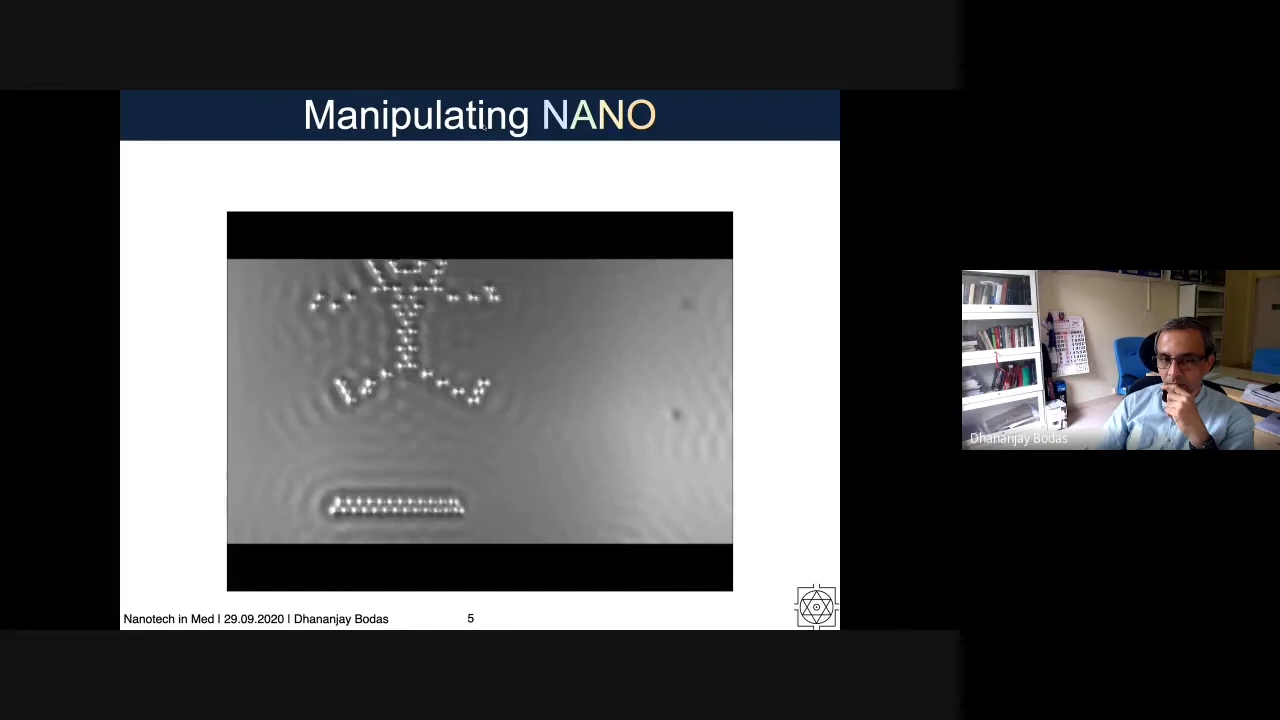 Manipulating NANO
Dhananjay Bodas
Nanotech in Med I 29.09.2020 I Dhananjay Bodas
5